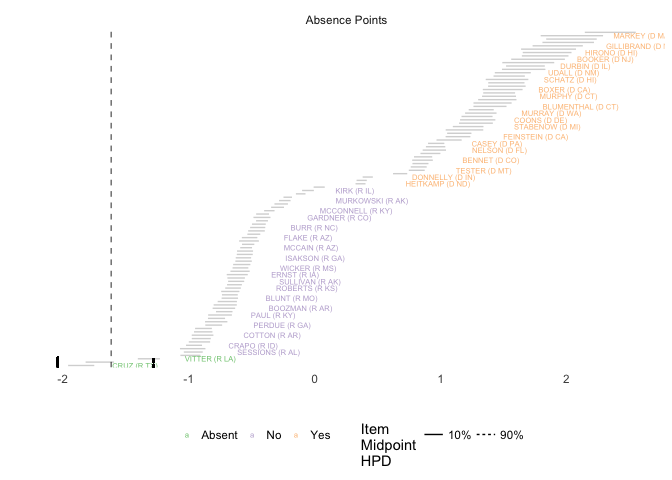 Absence Points
MARKEY (D MA
GILLIBRAND (D N
HIRONO (D HI)
BOOKER (D NJ)
DURBIN (D IL)
UDALL (D NM)
SCHATZ (D HI)
BOXER (D CA)
MURPHY (D CT)
BLUMENTHAL (D CT)
MURRAY (D WA)
COONS (D DE)
STABENOW (D MI)
FEINSTEIN (D CA)
CASEY (D PA)
NELSON (D FL)
BENNET (D CO)
TESTER (D MT)
DONNELLY (D IN)
HEITKAMP (D ND)
KIRK (R IL)
MURKOWSKI (R AK)
MCCONNELL (R KY)
GARDNER (R CO)
BURR (R NC)
FLAKE (R AZ)
MCCAIN (R AZ)
ISAKSON (R GA)
WICKER (R MS)
ERNST (R IA)
SULLIVAN (R AK)
ROBERTS (R KS)
BLUNT (R MO)
BOOZMAN (R AR)
PAUL (R KY)
PERDUE (R GA)
COTTON (R AR)
CRAPO (R ID)
SESSIONS (R AL)
VITTER (R LA)
CRUZ (R TX)
-2 -1 0 1 2
Absent No Yes
Item
Midpoint
HPD
10% 90%